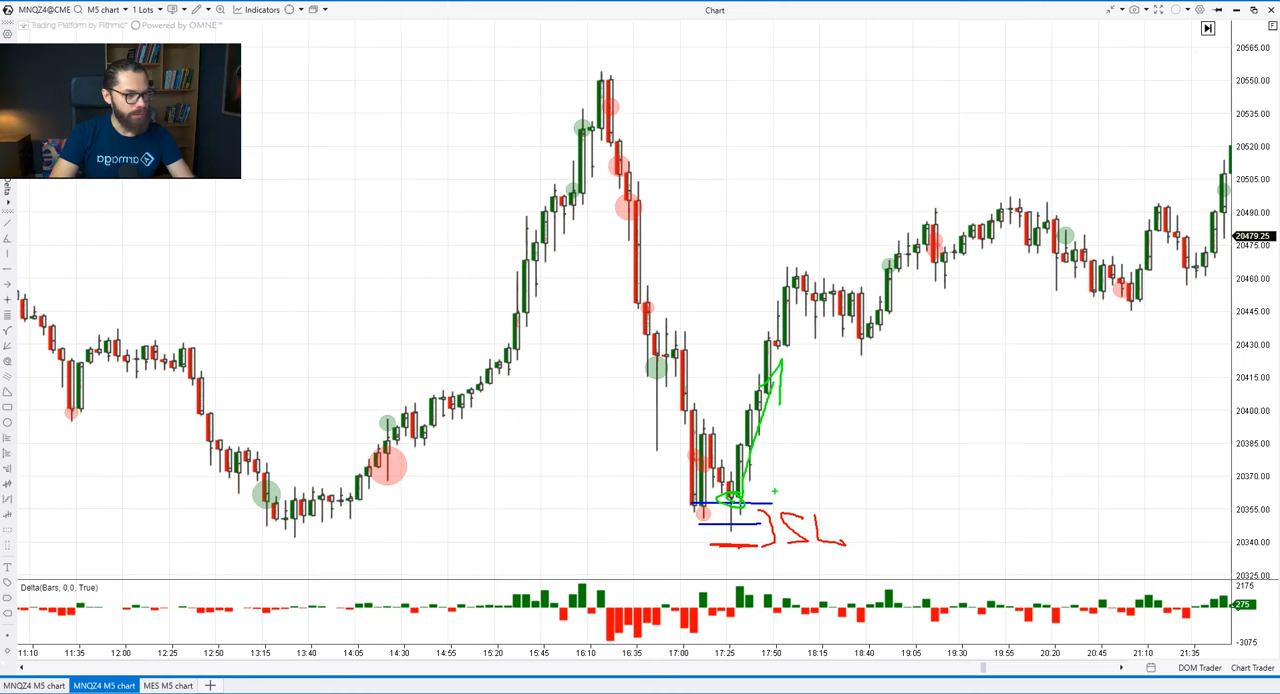 MNQZ4@CME M5 chart 1 Lots Indicators Chart
Trading Platform by Rithmic™ Powered by OMNE™
armada
Delta
SL
20565.00
20550.00
20535.00
20520.00
20505.00
20490.00
20479.25
20475.00
20460.00
20445.00
20430.00
20415.00
20400.00
20385.00
20370.00
20355.00
20340.00
20325.00
Delta(Bars, 0,0, True)
2175
275
-3075
11:10 11:35 12:00 12:25 12:50 13:15 13:40 14:05 14:30 14:55 15:20 15:45 16:10 16:35 17:00 17:25 17:50 18:15 18:40 19:05 19:30 19:55 20:20 20:45 21:10 21:35
DOM Trader Chart Trader
MNQZ4 M5 chart MNQZ4 M5 chart MES M5 chart